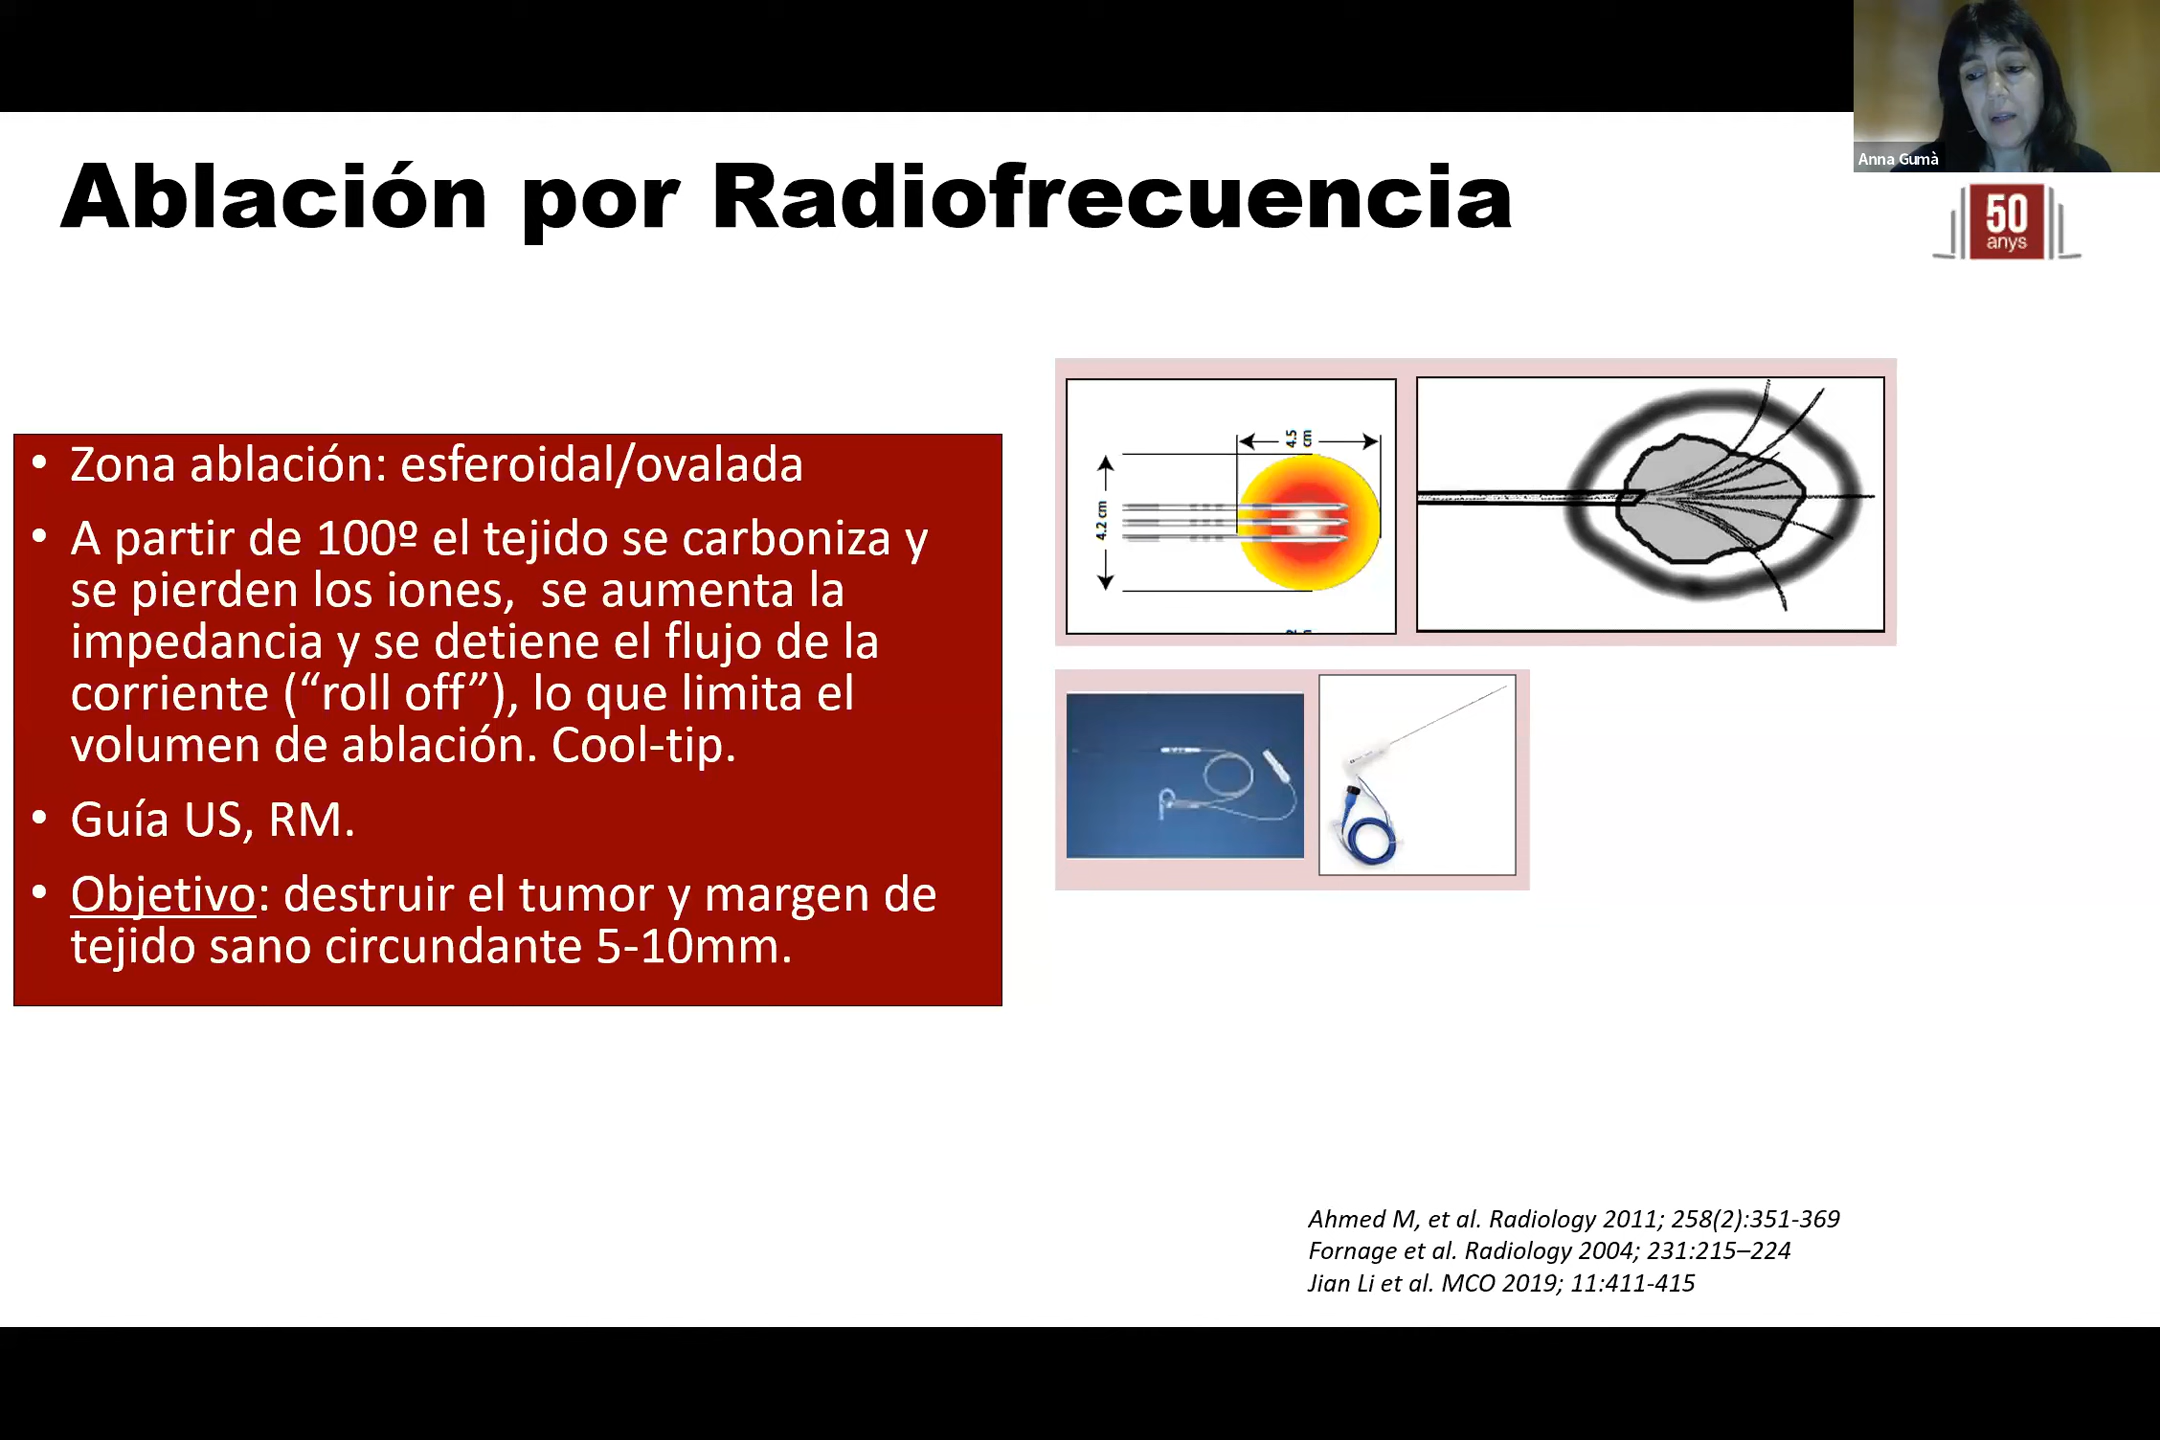 Anna Gumà
Ablación por Radiofrecuencia
50
anys
• Zona ablación: esferoidal/ovalada
• A partir de 100º el tejido se carboniza y
se pierden los iones,  se aumenta la
impedancia y se detiene el flujo de la
corriente (“roll off”), lo que limita el
volumen de ablación. Cool-tip.
• Guía US, RM.
• Objetivo: destruir el tumor y margen de
tejido sano circundante 5-10mm.
4.5
cm
4.2 cm
Ahmed M, et al. Radiology 2011; 258(2):351-369
Fornage et al. Radiology 2004; 231:215–224
Jian Li et al. MCO 2019; 11:411-415